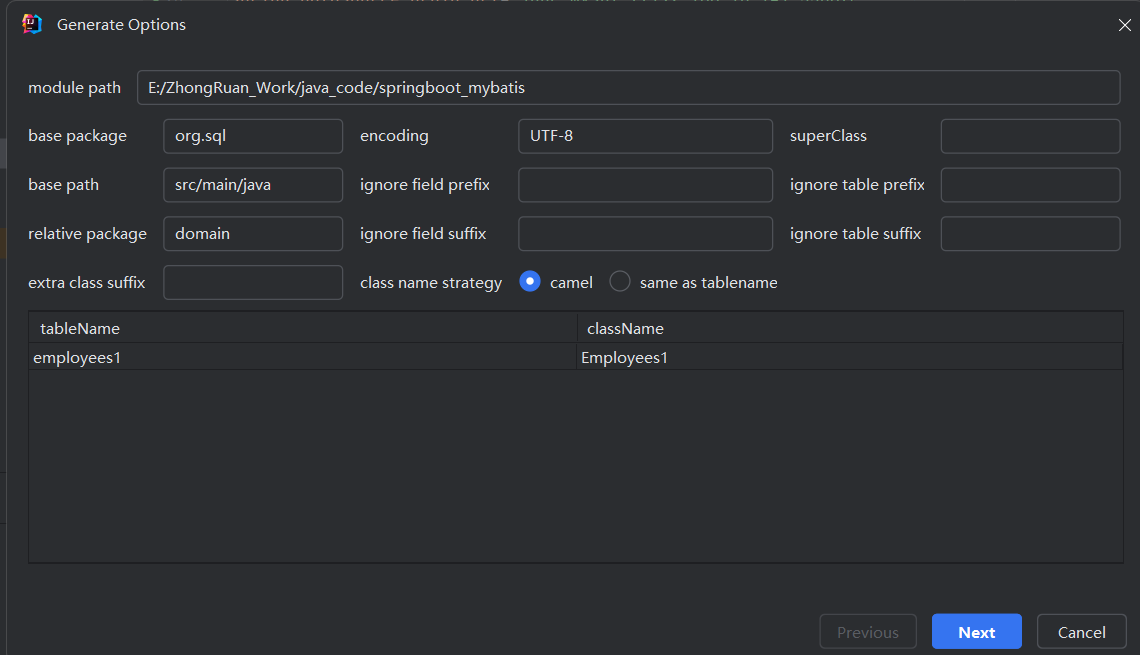 Generate Options
module path E:/ZhongRuan_Work/java_code/springboot_mybatis
base package org.sql encoding UTF-8 superClass
base path src/main/java ignore field prefix ignore table prefix
relative package domain ignore field suffix ignore table suffix
extra class suffix class name strategy camel same as tablename
tableName className
employees1 Employees1
Previous Next Cancel